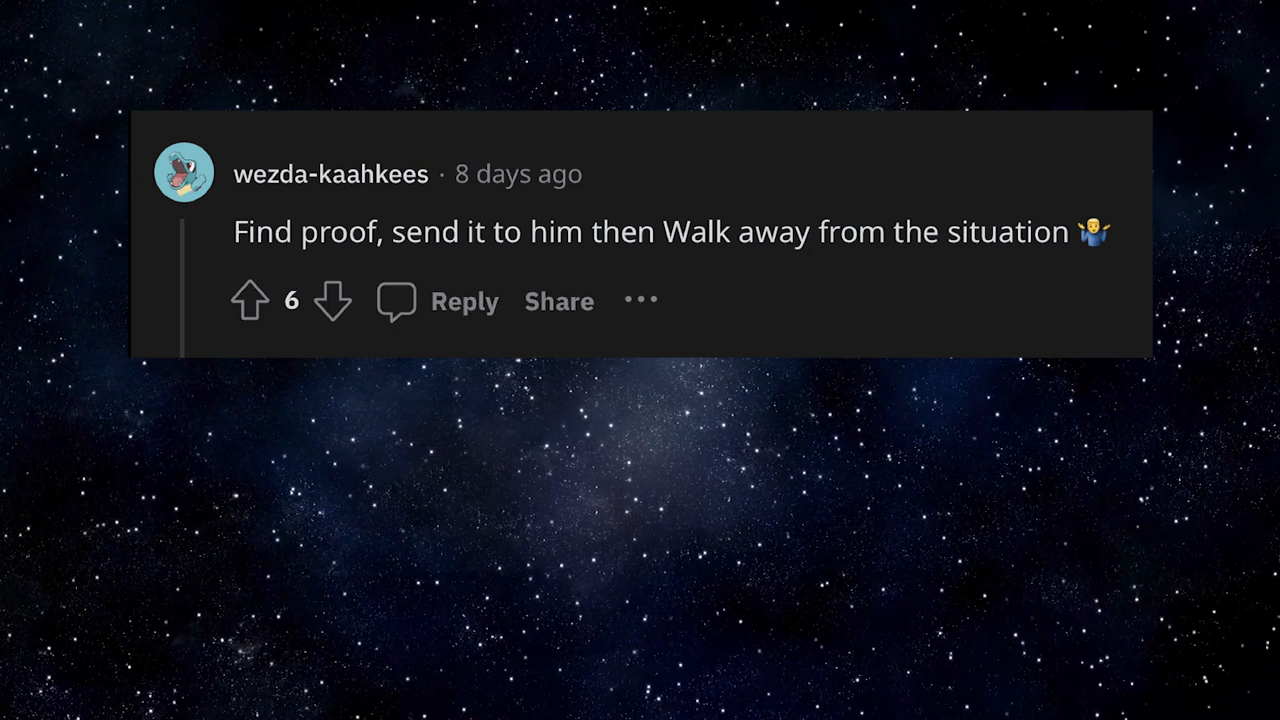 wezda-kaahkees · 8 days ago
Find proof, send it to him then Walk away from the situation 🤷‍♂️
6 Reply Share ···